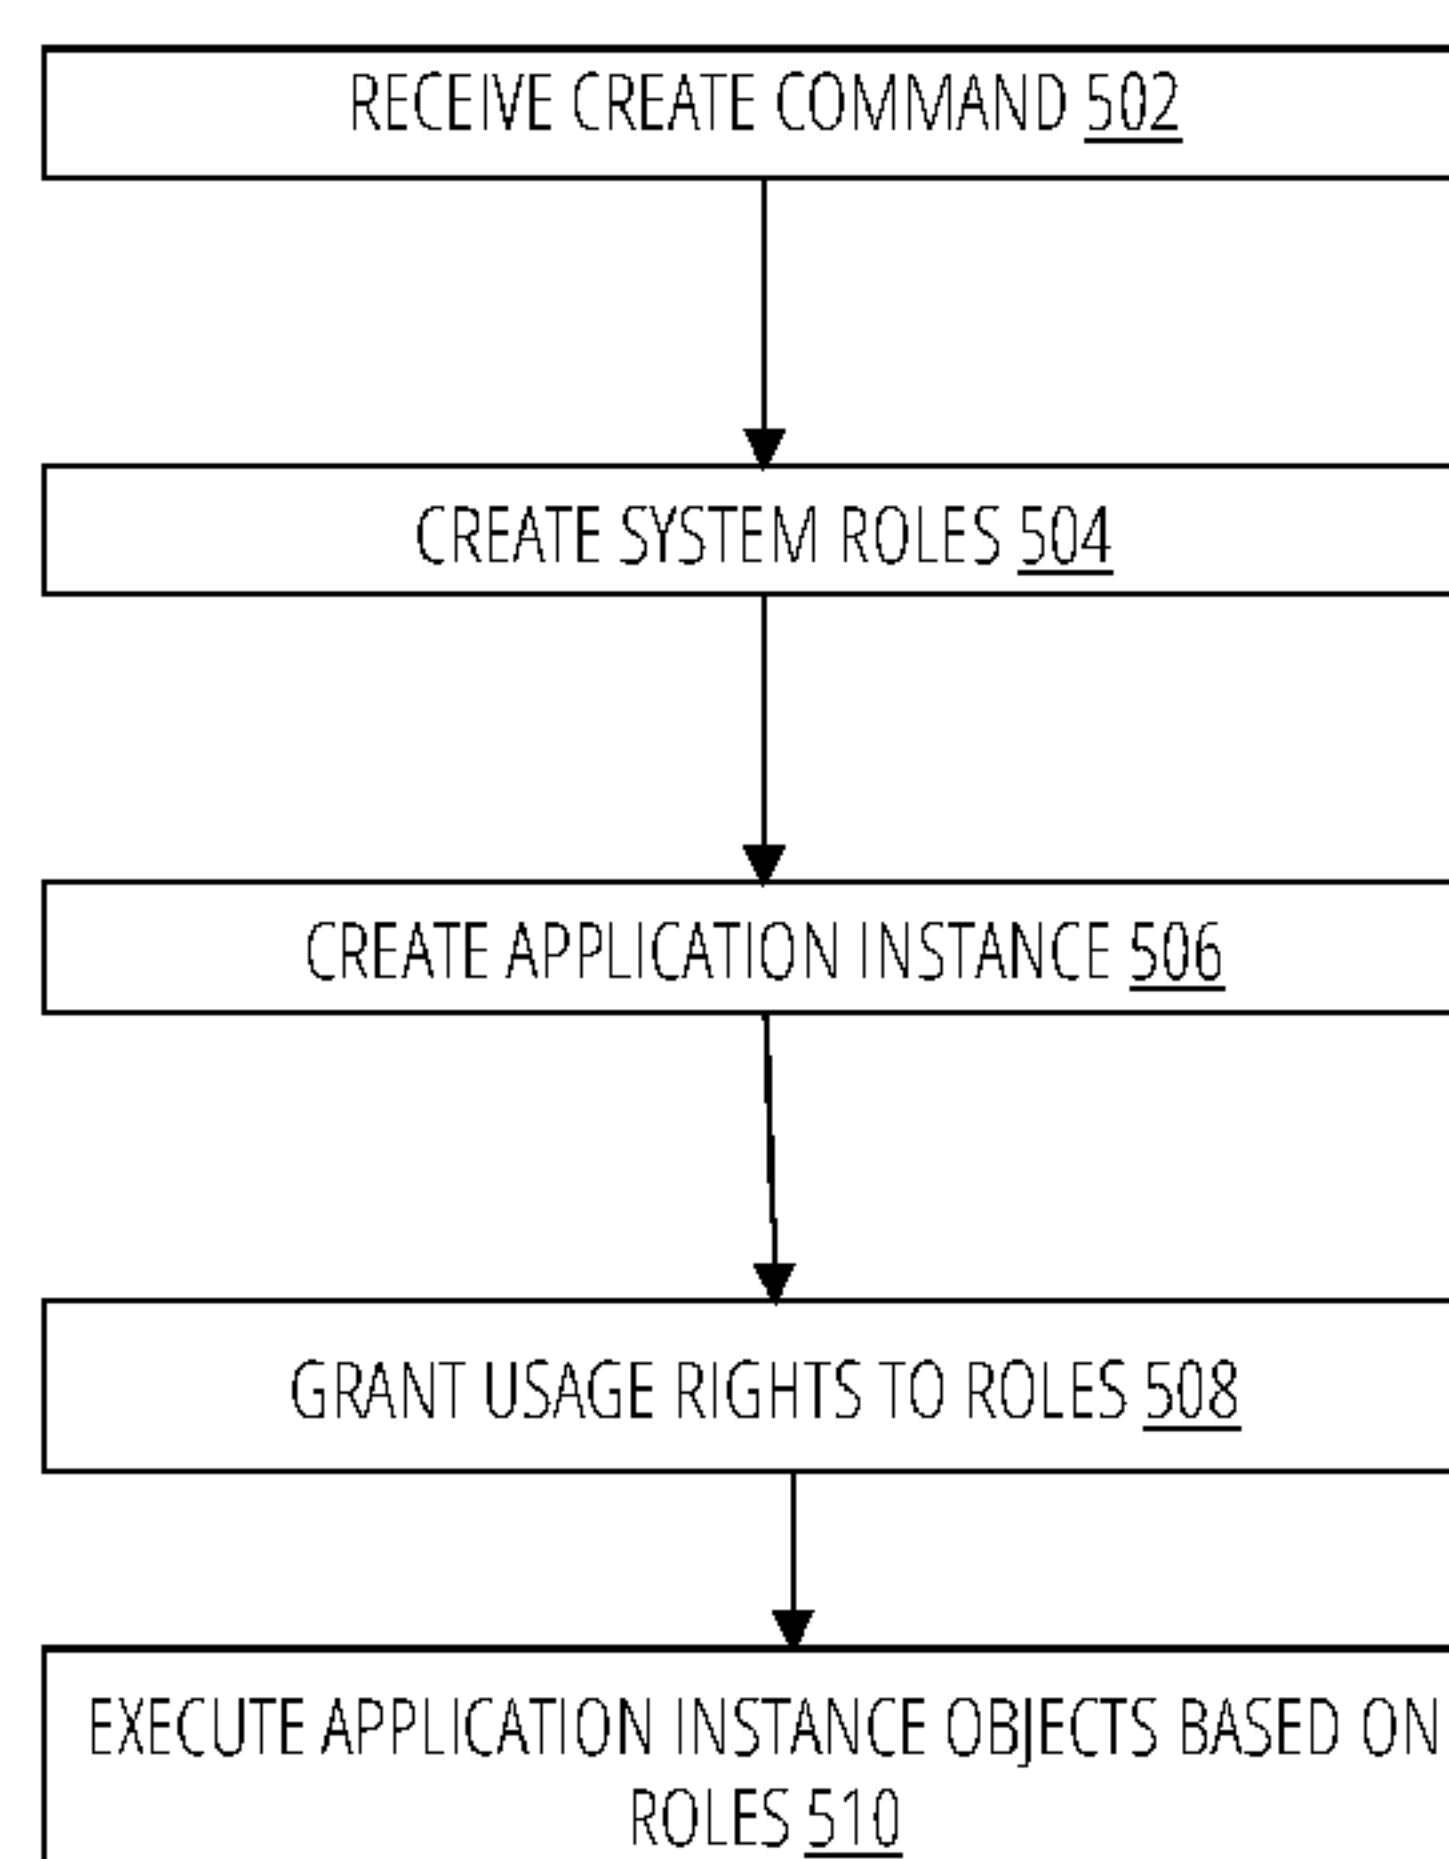 RECEIVE CREATE COMMAND 502
CREATE SYSTEM ROLES 504
CREATE APPLICATION INSTANCE 506
GRANT USAGE RIGHTS TO ROLES 508
EXECUTE APPLICATION INSTANCE OBJECTS BASED ON
ROLES 510